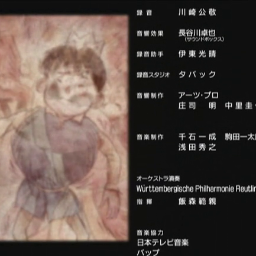 録音 川崎公敬
音響効果 長谷川卓也
(サウンドボックス)
録音助手 伊東光晴
録音スタジオ タバック
音響制作 アーツ・プロ
庄司 明 中里圭
音楽制作 千石一成 駒田一太
浅田秀之
オーケストラ演奏
Württembergische Philharmonie Reutlin
指揮 飯森範親
音楽協力
日本テレビ音楽
バップ